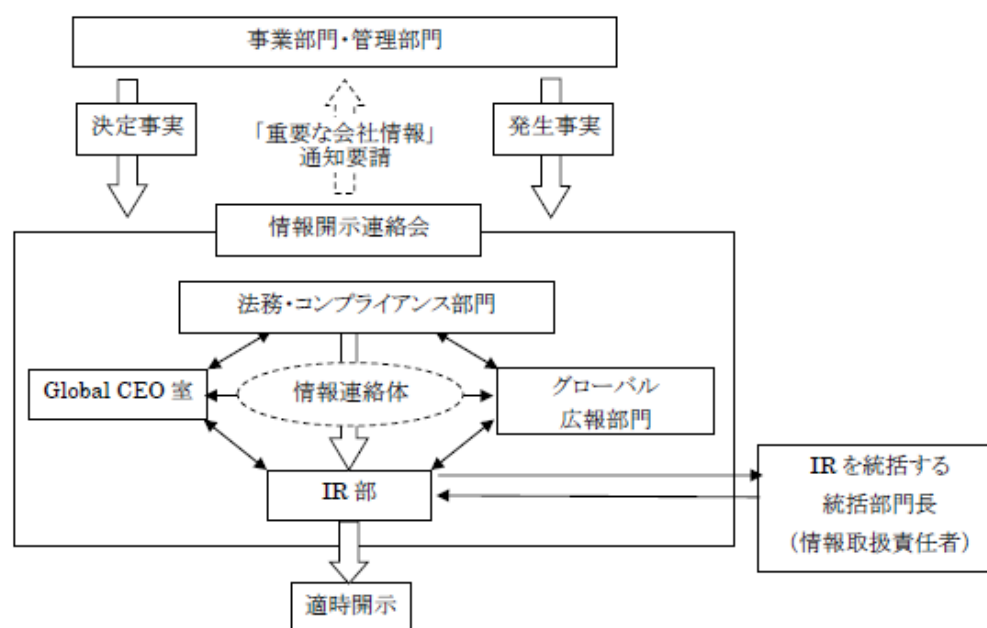 事業部門・管理部門
決定事実
「重要な会社情報」
通知要請
発生事実
情報開示連絡会
法務・コンプライアンス部門
Global CEO 室
情報連絡体
グローバル
広報部門
IR 部
IR を統括する
統括部門長
(情報取扱責任者)
適時開示